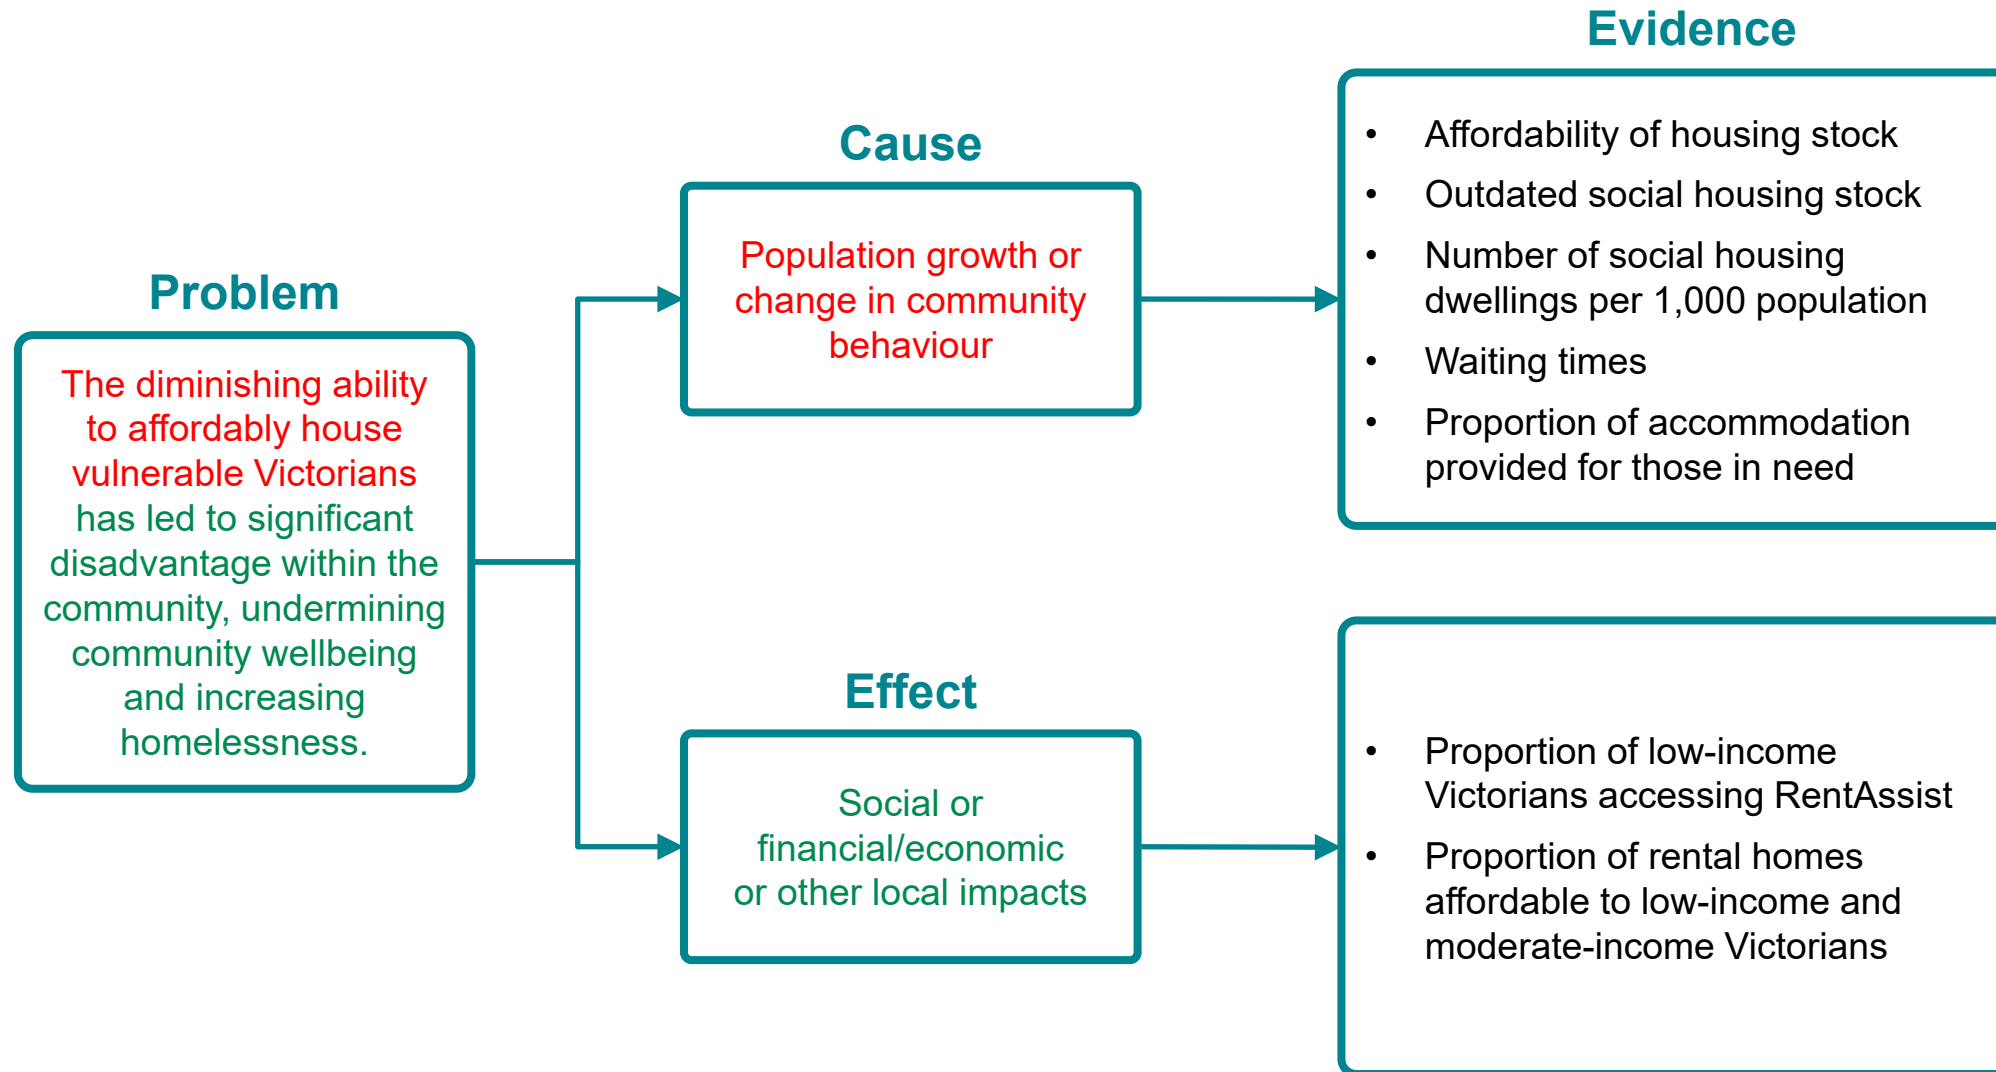 Problem
The diminishing ability
to affordably house
vulnerable Victorians
has led to significant
disadvantage within the
community, undermining
community wellbeing
and increasing
homelessness.
Cause
Population growth or
change in community
behaviour
Evidence
• Affordability of housing stock
• Outdated social housing stock
• Number of social housing
dwellings per 1,000 population
• Waiting times
• Proportion of accommodation
provided for those in need
Effect
Social or
financial/economic
or other local impacts
• Proportion of low-income
Victorians accessing RentAssist
• Proportion of rental homes
affordable to low-income and
moderate-income Victorians